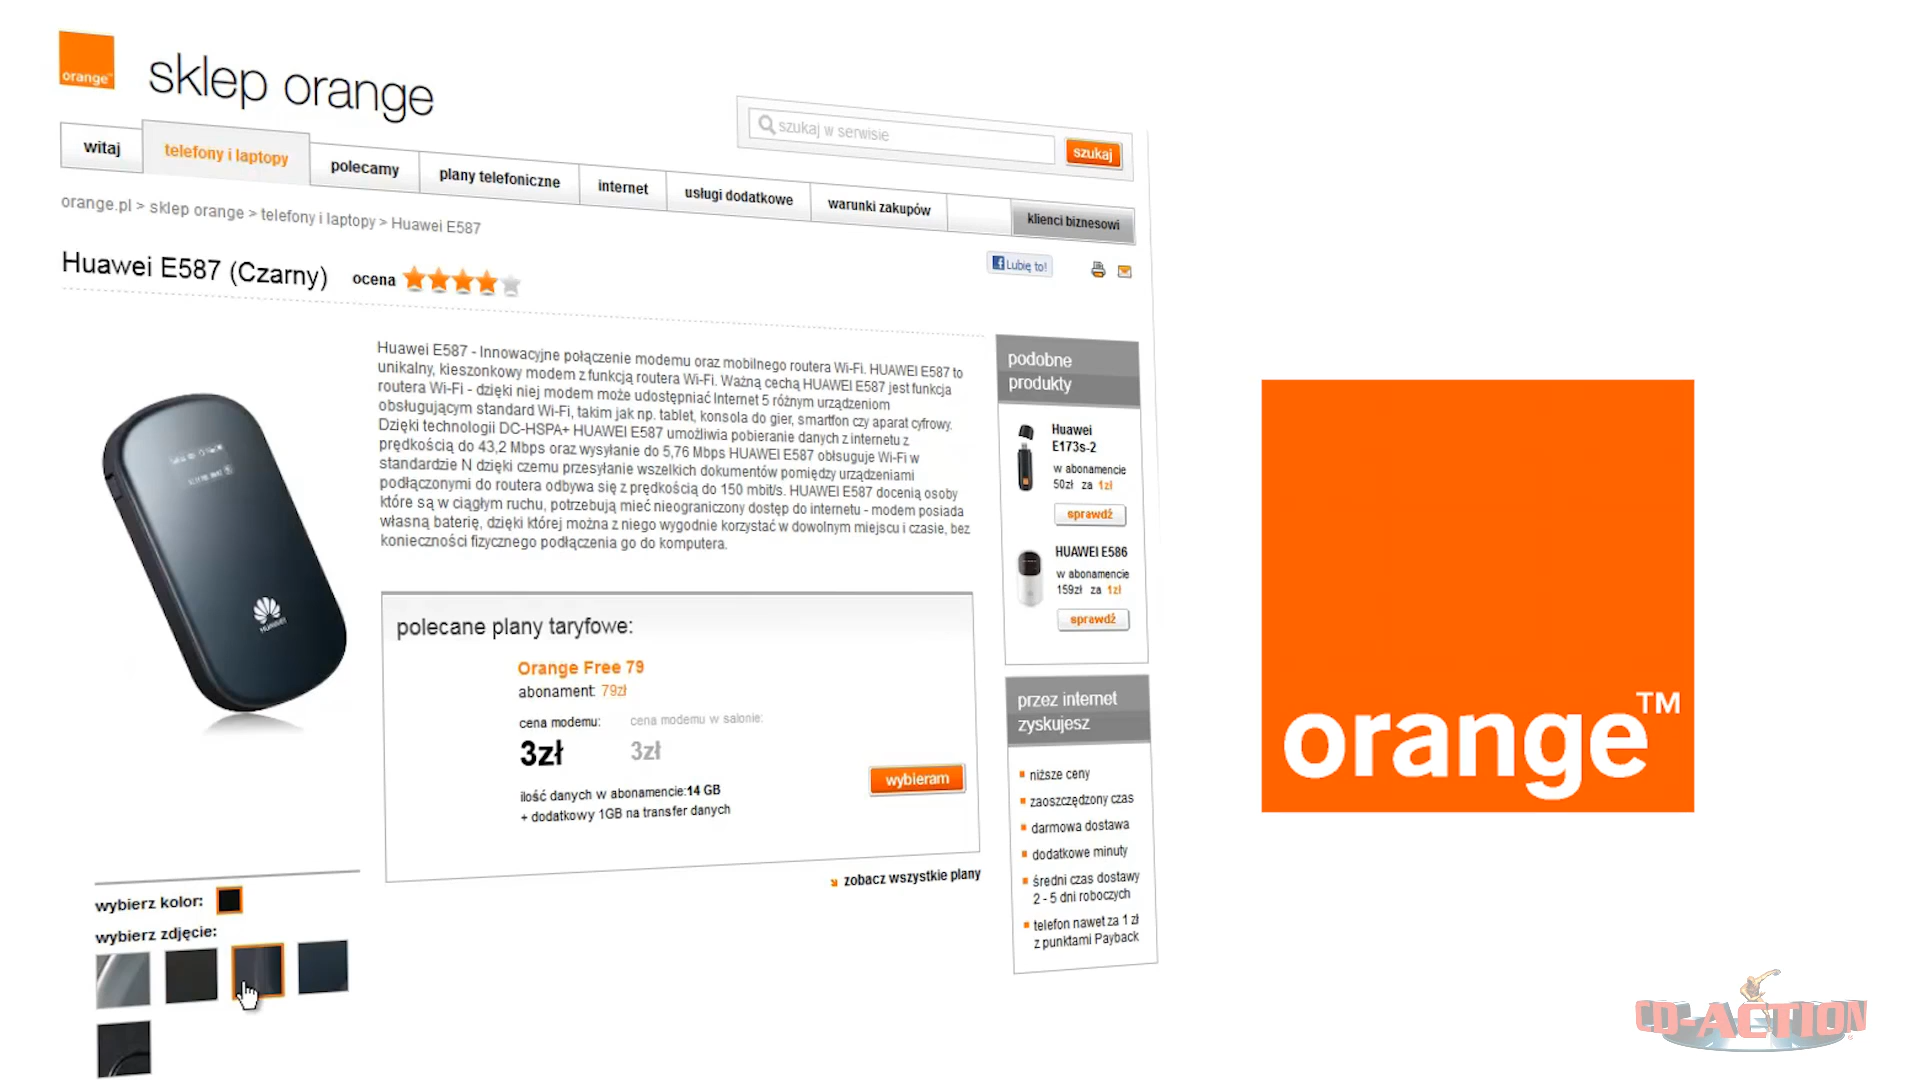 orange™
sklep orange
szukaj w serwisie
szukaj
witaj
telefony i laptopy
polecamy
plany telefoniczne
internet
usługi dodatkowe
warunki zakupów
klienci biznesowi
orange.pl > sklep orange > telefony i laptopy > Huawei E587
Lubię to!
Huawei E587 (Czarny)
ocena
Huawei E587 - Innowacyjne połączenie modemu oraz mobilnego routera Wi-Fi. HUAWEI E587 to
unikalny, kieszonkowy modem z funkcją routera Wi-Fi. Ważną cechą HUAWEI E587 jest funkcja
routera Wi-Fi - dzięki niej modem może udostępniać Internet 5 różnym urządzeniom
obsługującym standard Wi-Fi, takim jak np. tablet, konsola do gier, smartfon czy aparat cyfrowy.
Dzięki technologii DC-HSPA+ HUAWEI E587 umożliwia pobieranie danych z internetu z
prędkością do 43,2 Mbps oraz wysyłanie do 5,76 Mbps HUAWEI E587 obłsuguje Wi-Fi w
standardzie N dzięki czemu przesyłanie wszelkich dokumentów pomiędzy urządzeniami
podłączonymi do routera odbywa się z prędkością do 150 mbit/s. HUAWEI E587 docenią osoby
które są w ciągłym ruchu, potrzebują mieć nieograniczony dostęp do internetu - modem posiada
własną baterię, dzięki której można z niego wygodnie korzystać w dowolnym miejscu i czasie, bez
konieczności fizycznego podłączenia go do komputera.
HUAWEI
polecane plany taryfowe:
Orange Free 79
abonament: 79zł
cena modemu:
cena modemu w salonie:
3zł
3zł
wybieram
ilość danych w abonamencie:14 GB
+ dodatkowy 1GB na transfer danych
zobacz wszystkie plany
wybierz kolor:
wybierz zdjęcie:
podobne
produkty
Huawei
E173s-2
w abonamencie
50zł za 1zł
sprawdź
HUAWEI E586
w abonamencie
159zł za 1zł
sprawdź
przez internet
zyskujesz
niższe ceny
zaoszczędzony czas
darmowa dostawa
dodatkowe minuty
średni czas dostawy
2 - 5 dni roboczych
telefon nawet za 1 zł
z punktami Payback
orange™
CD-ACTION